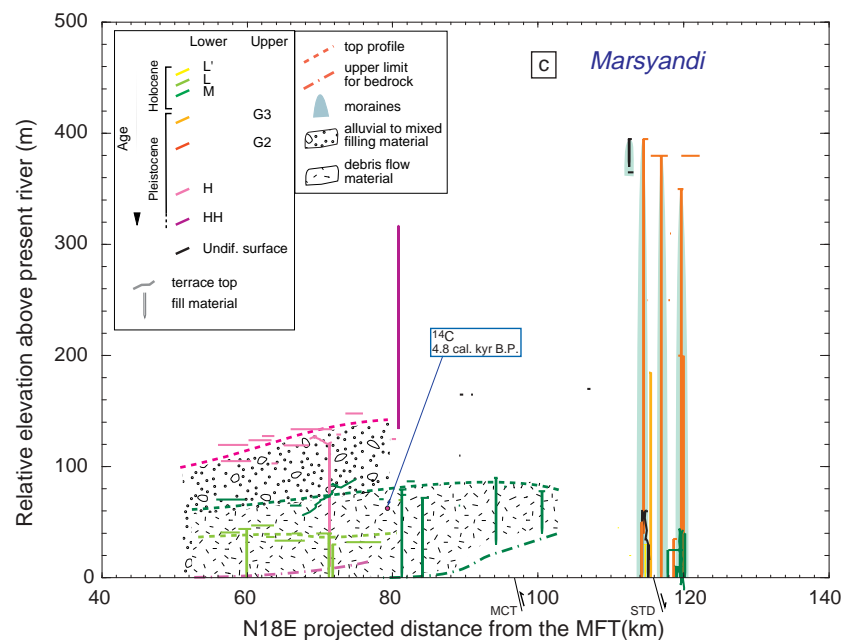 C
Marsyandi
Lower Upper
L'
L
M
G3
G2
H
HH
Undif. surface
terrace top
fill material
Age
Holocene
Pleistocene
top profile
upper limit
for bedrock
moraines
alluvial to mixed
filling material
debris flow
material
14C
4.8 cal. kyr B.P.
Relative elevation above present river (m)
500
400
300
200
100
0
40 60 80 100 120 140
MCT STD
N18E projected distance from the MFT(km)